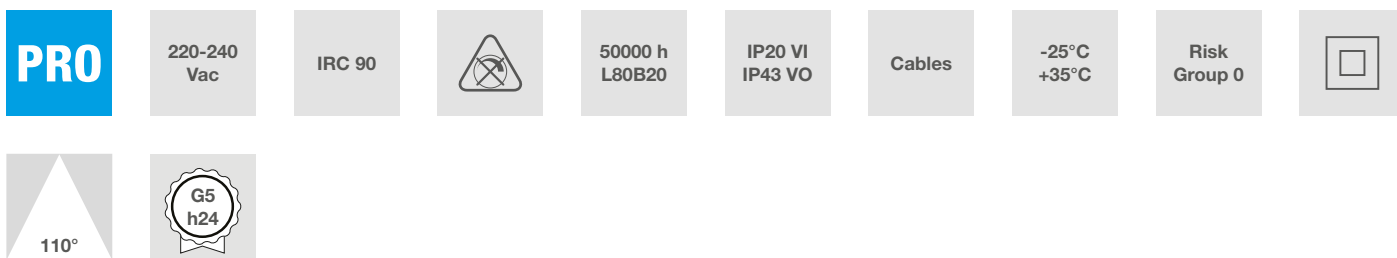 PRO
220-240
Vac
IRC 90
50000 h
L80B20
IP20 VI
IP43 VO
Cables
-25°C
+35°C
Risk
Group 0
110°
G5
h24